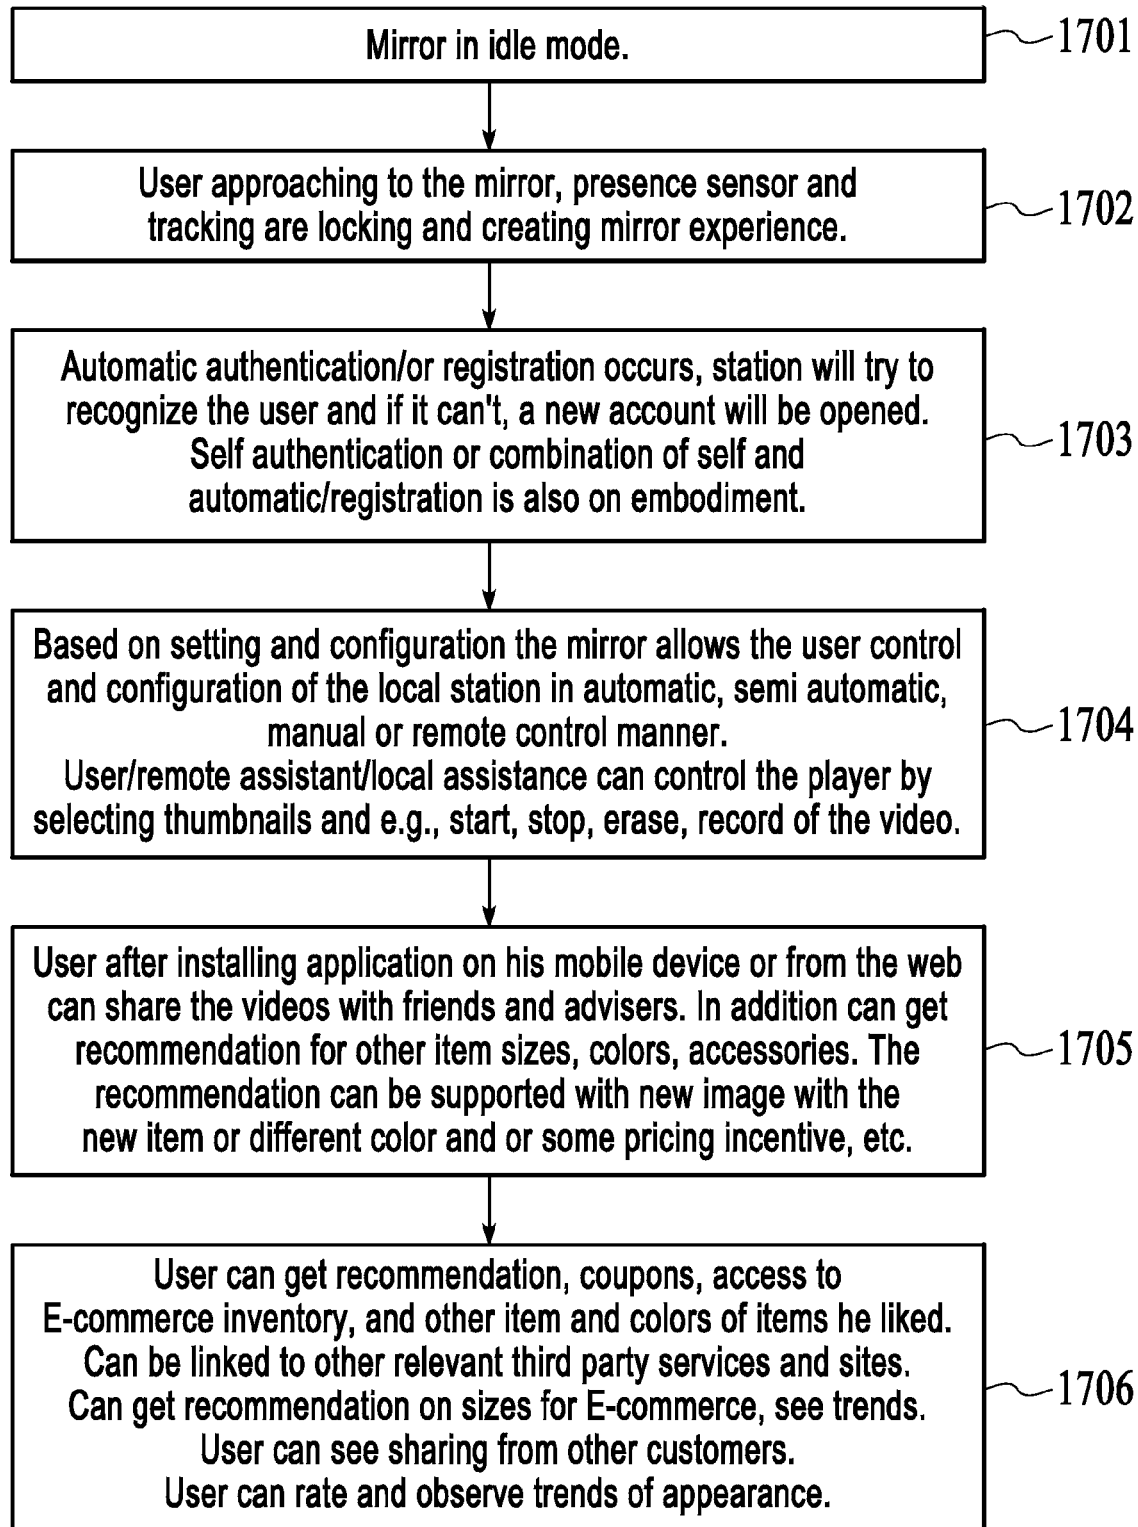 Mirror in idle mode.
1701
User approaching to the mirror, presence sensor and
tracking are locking and creating mirror experience.
1702
Automatic authentication/or registration occurs, station will try to
recognize the user and if it can't, a new account will be opened.
Self authentication or combination of self and
automatic/registration is also on embodiment.
1703
Based on setting and configuration the mirror allows the user control
and configuration of the local station in automatic, semi automatic,
manual or remote control manner.
User/remote assistant/local assistance can control the player by
selecting thumbnails and e.g., start, stop, erase, record of the video.
1704
User after installing application on his mobile device or from the web
can share the videos with friends and advisers. In addition can get
recommendation for other item sizes, colors, accessories. The
recommendation can be supported with new image with the
new item or different color and or some pricing incentive, etc.
1705
User can get recommendation, coupons, access to
E-commerce inventory, and other item and colors of items he liked.
Can be linked to other relevant third party services and sites.
Can get recommendation on sizes for E-commerce, see trends.
User can see sharing from other customers.
User can rate and observe trends of appearance.
1706